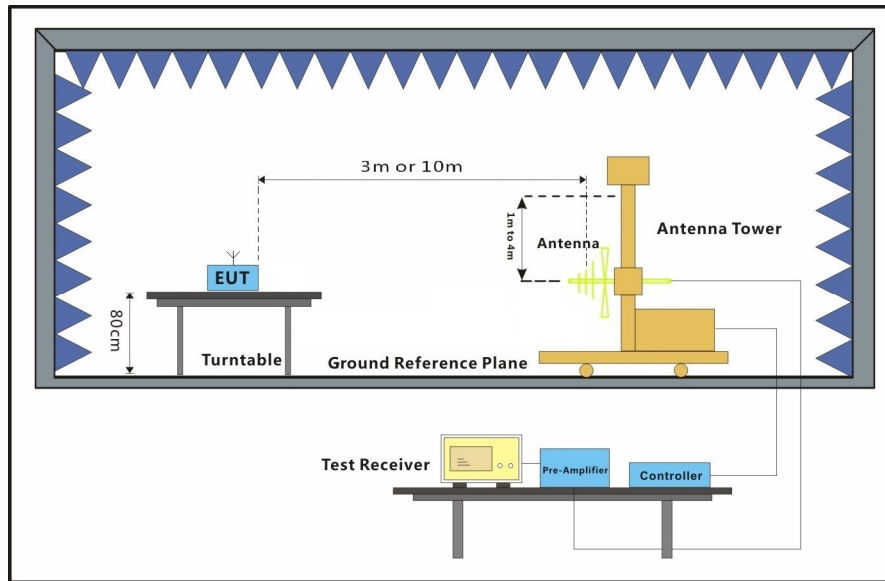 3m or 10m
1m to 4m
Antenna
Antenna Tower
EUT
80cm
Turntable
Ground Reference Plane
Test Receiver
Pre-Amplifier
Controller